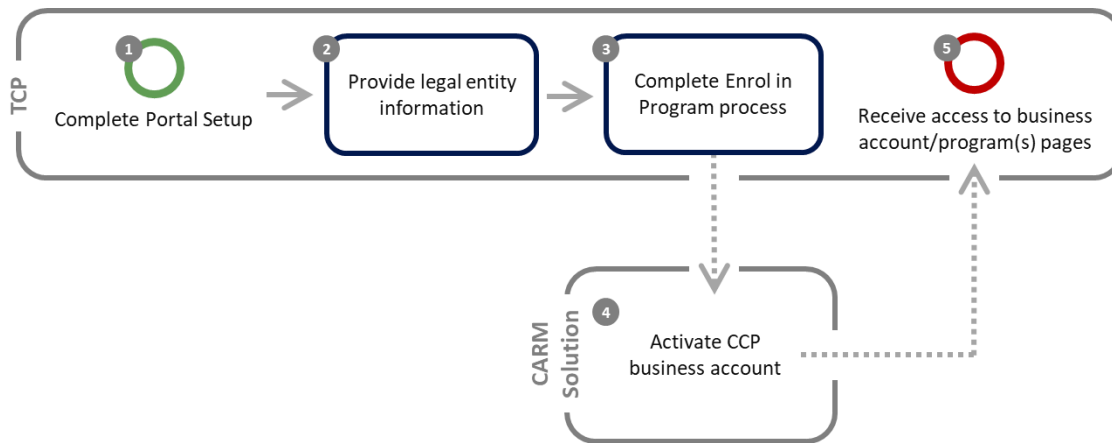 TCP
1
Complete Portal Setup
2
Provide legal entity
information
3
Complete Enrol in
Program process
5
Receive access to business
account/program(s) pages
CARM
Solution
4
Activate CCP
business account